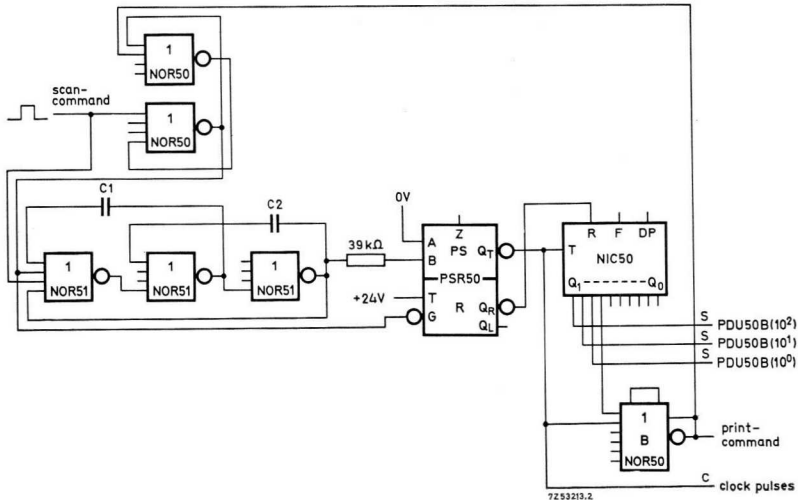 1
NOR50
scan-
command
1
NOR50
C1
C2
0V
39kΩ
+24V
1
NOR51
1
NOR51
1
NOR51
Z
A PS QT
B
PSR50
T R QR
G QL
R F DP
T NIC50
Q1 Q0
S PDU50B(10²)
S PDU50B(10¹)
S PDU50B(10⁰)
1
B
NOR50
print-
command
C clock pulses
7Z53213.2